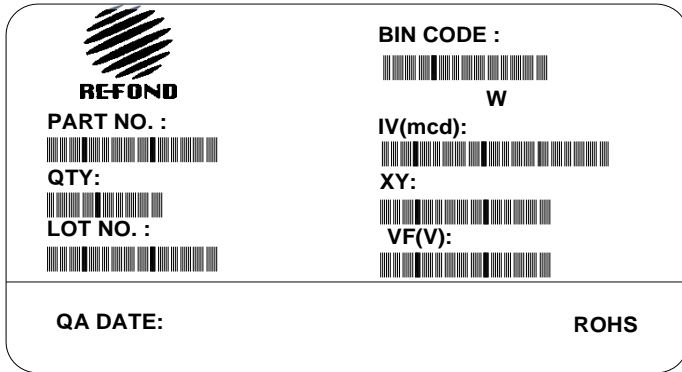 REFOND
PART NO. :
QTY:
LOT NO. :
BIN CODE :
W
IV(mcd):
XY:
VF(V):
QA DATE:
ROHS